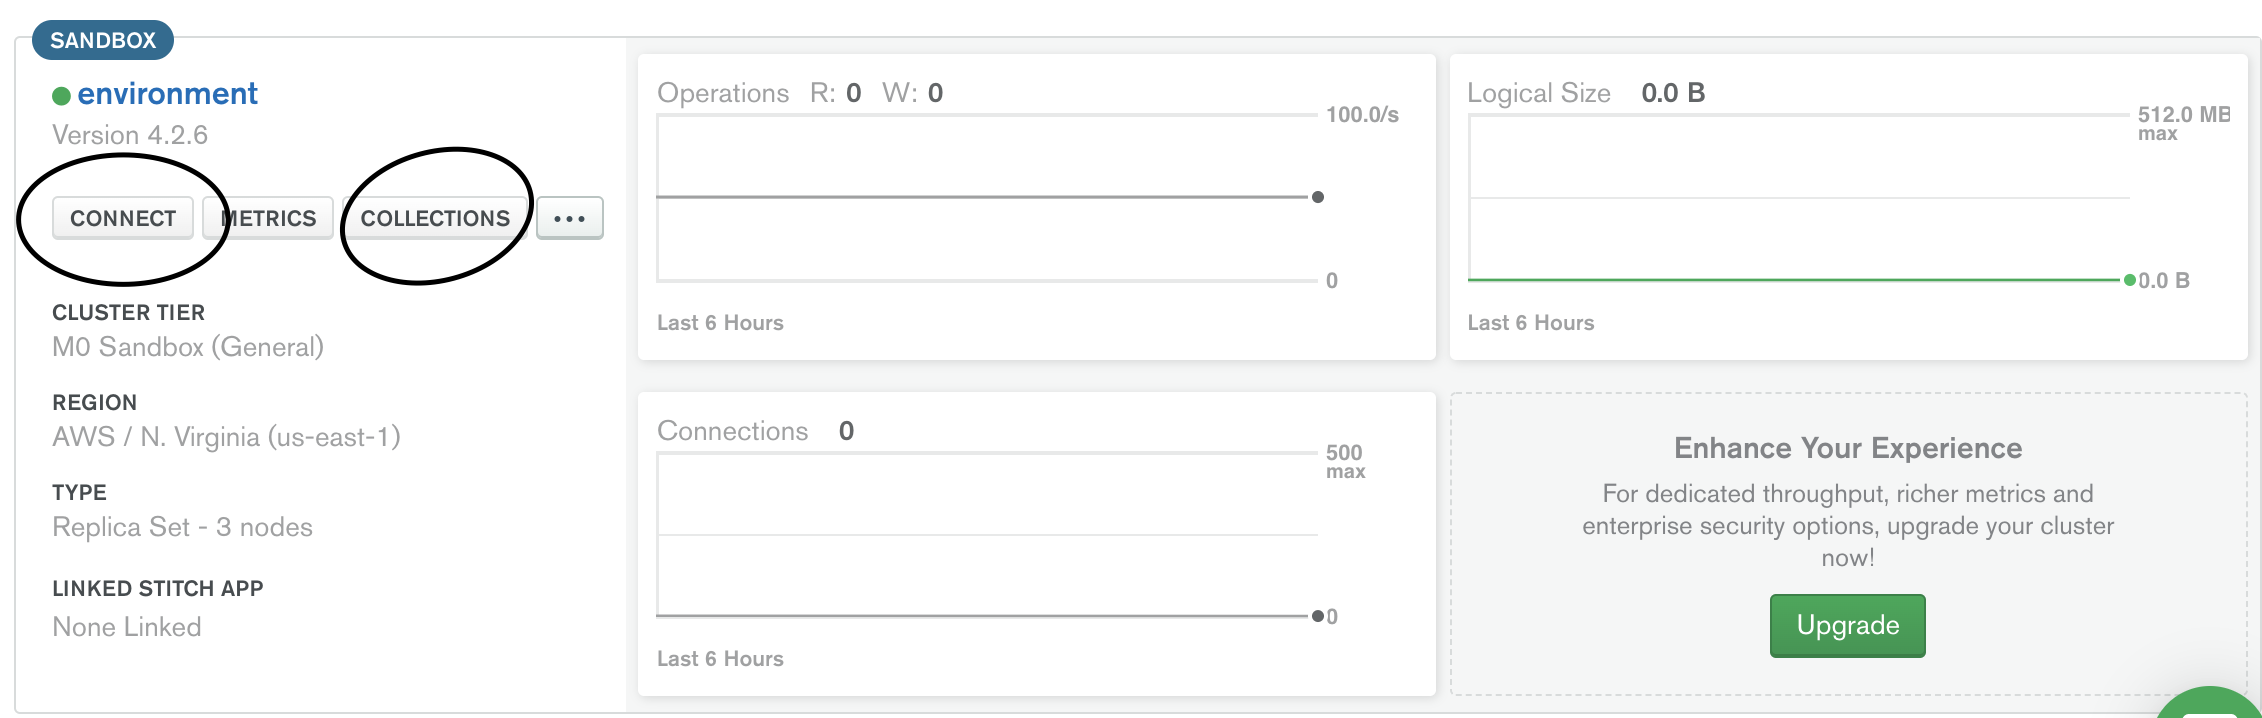 SANDBOX
environment
Version 4.2.6
CONNECT METRICS COLLECTIONS ...
CLUSTER TIER
M0 Sandbox (General)
REGION
AWS / N. Virginia (us-east-1)
TYPE
Replica Set - 3 nodes
LINKED STITCH APP
None Linked
Operations R: 0 W: 0
100.0/s
0
Last 6 Hours
Logical Size 0.0 B
512.0 MB
max
0.0 B
Last 6 Hours
Connections 0
500
max
0
Last 6 Hours
Enhance Your Experience
For dedicated throughput, richer metrics and
enterprise security options, upgrade your cluster
now!
Upgrade